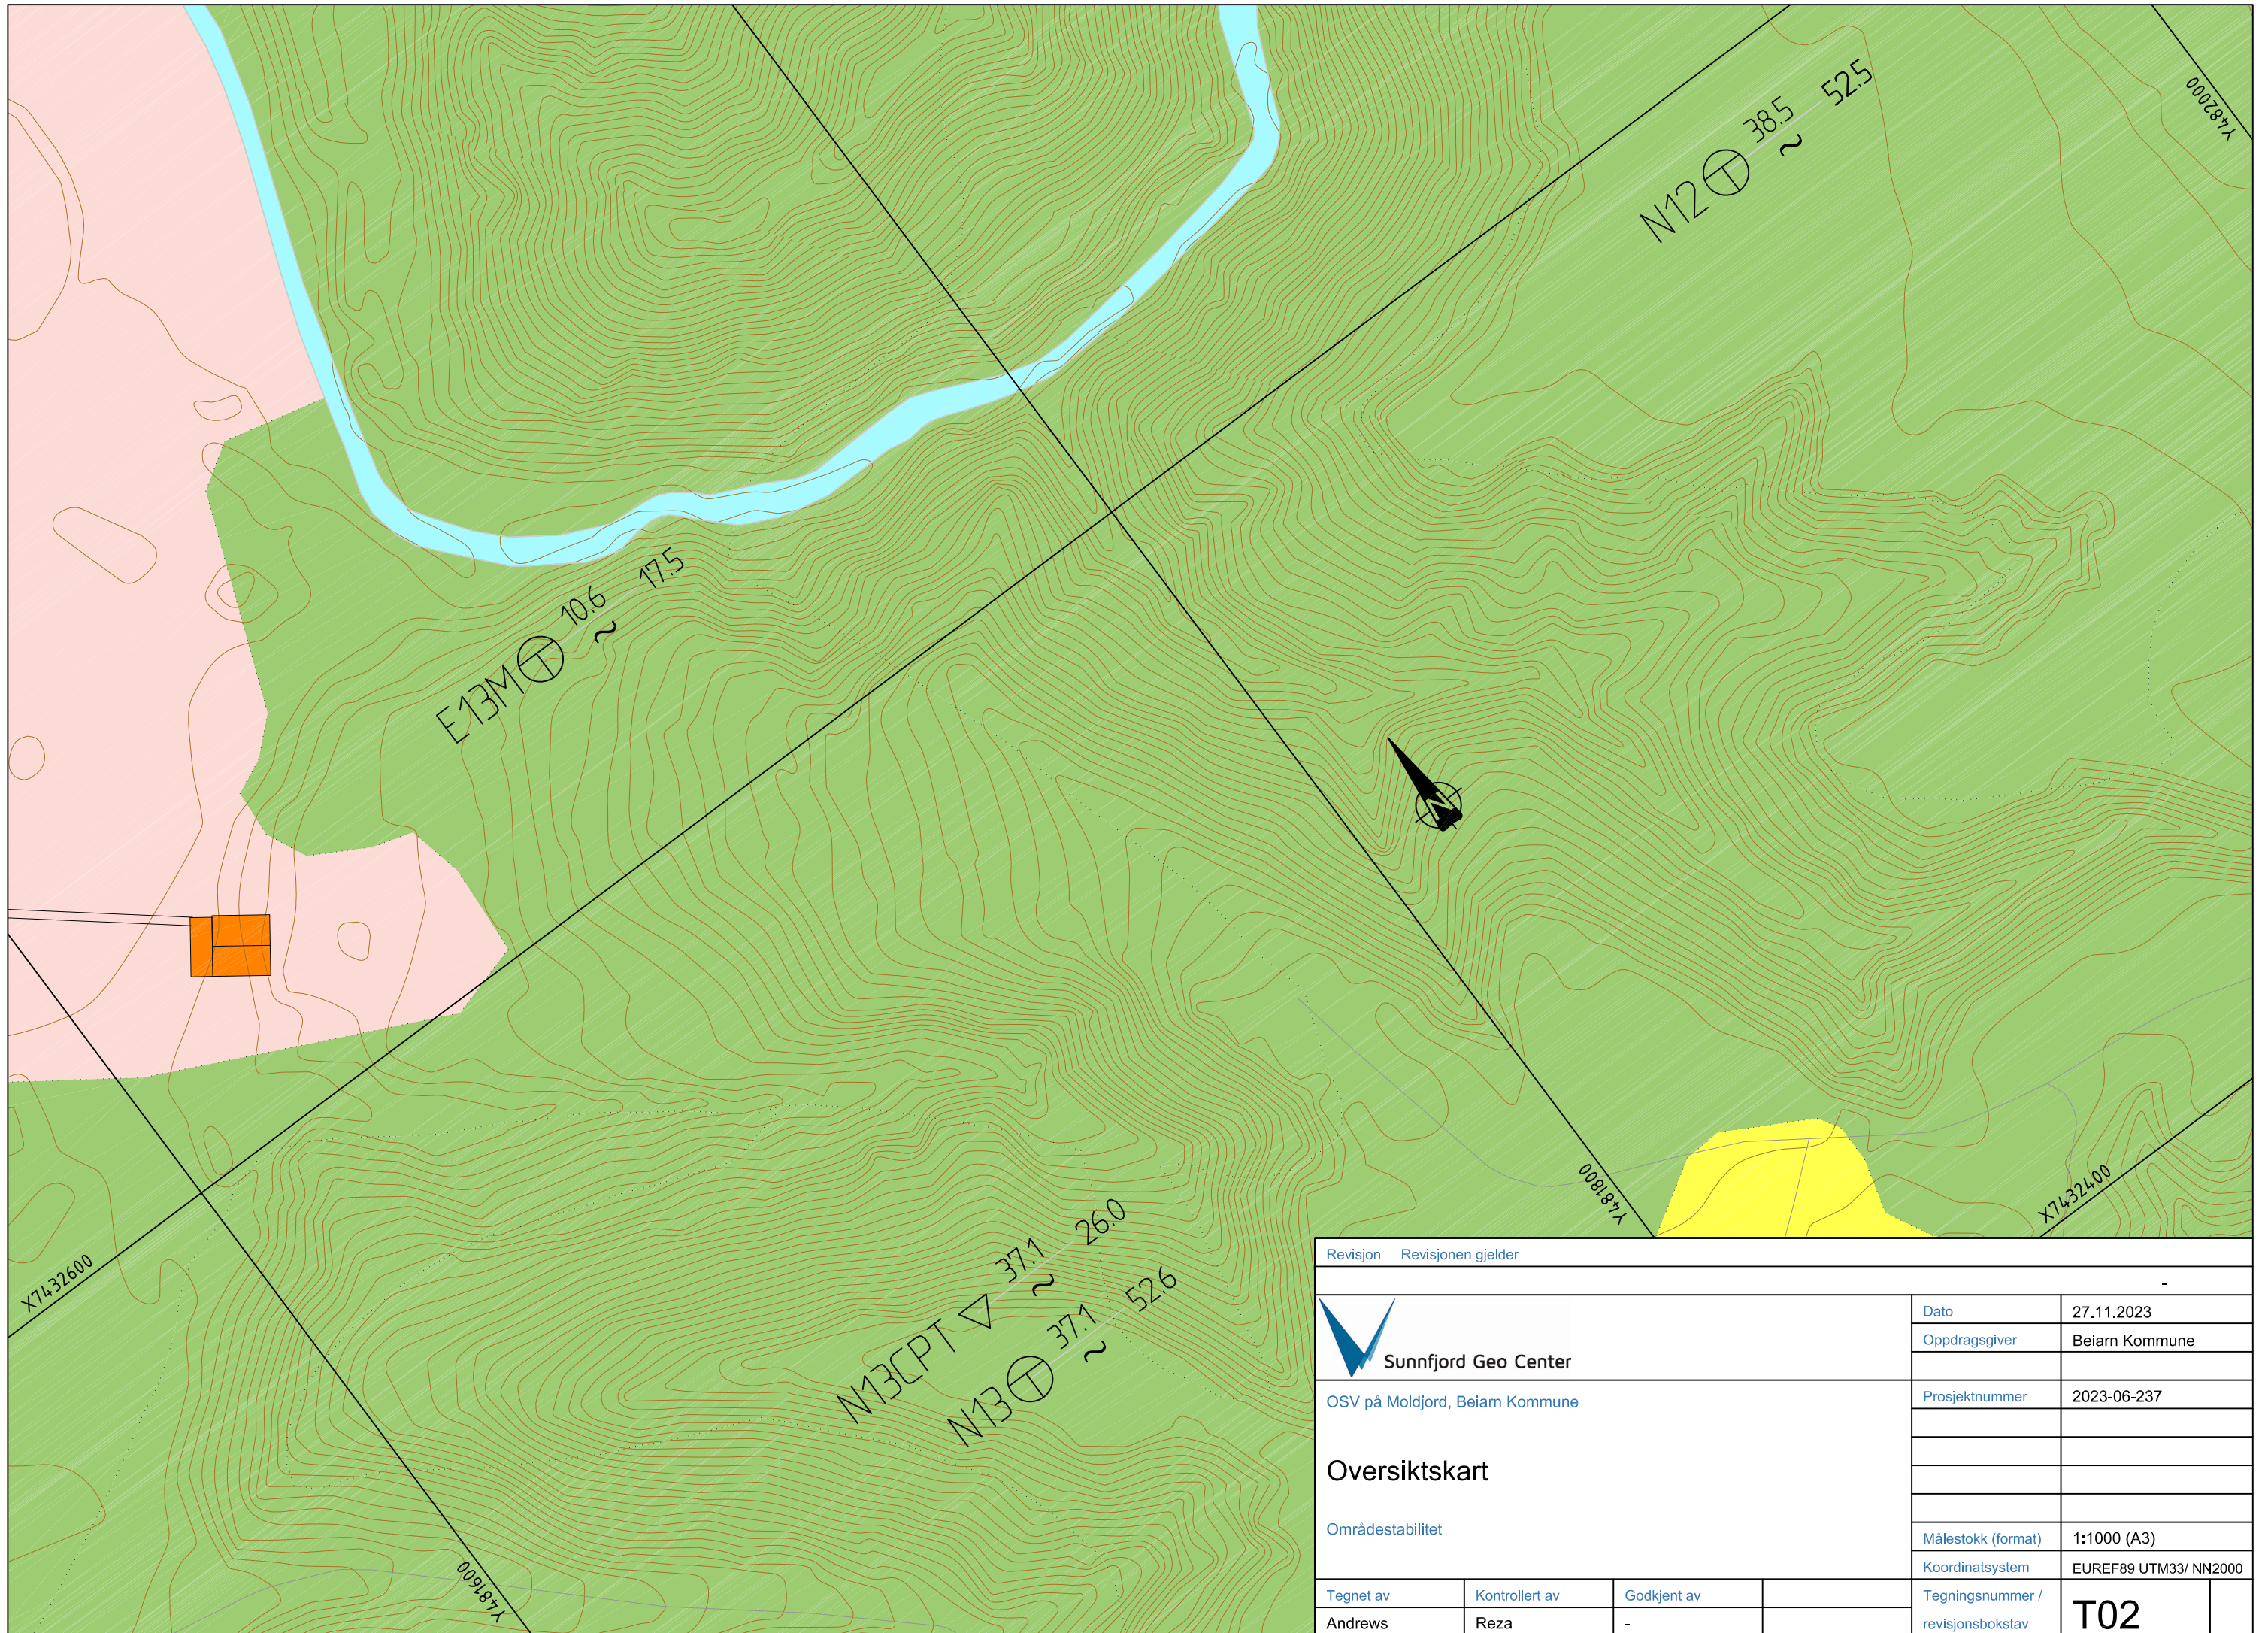 Y482000
N12 38.5 52.5
~
E13M 10.6 17.5
~
N
Y481800
X7432400
X7432600
Y481600
N13CPT 37.1 26.0
~
N13 37.1 52.6
~
Revisjon Revisjonen gjelder
-
Sunnfjord Geo Center
Dato 27.11.2023
Oppdragsgiver Beiarn Kommune
OSV på Moldjord, Beiarn Kommune
Prosjektnummer 2023-06-237
Oversiktskart
Områdestabilitet
Målestokk (format) 1:1000 (A3)
Koordinatsystem EUREF89 UTM33/ NN2000
Tegnet av Kontrollert av Godkjent av
Andrews Reza -
Tegningsnummer /
revisjonsbokstav
T02